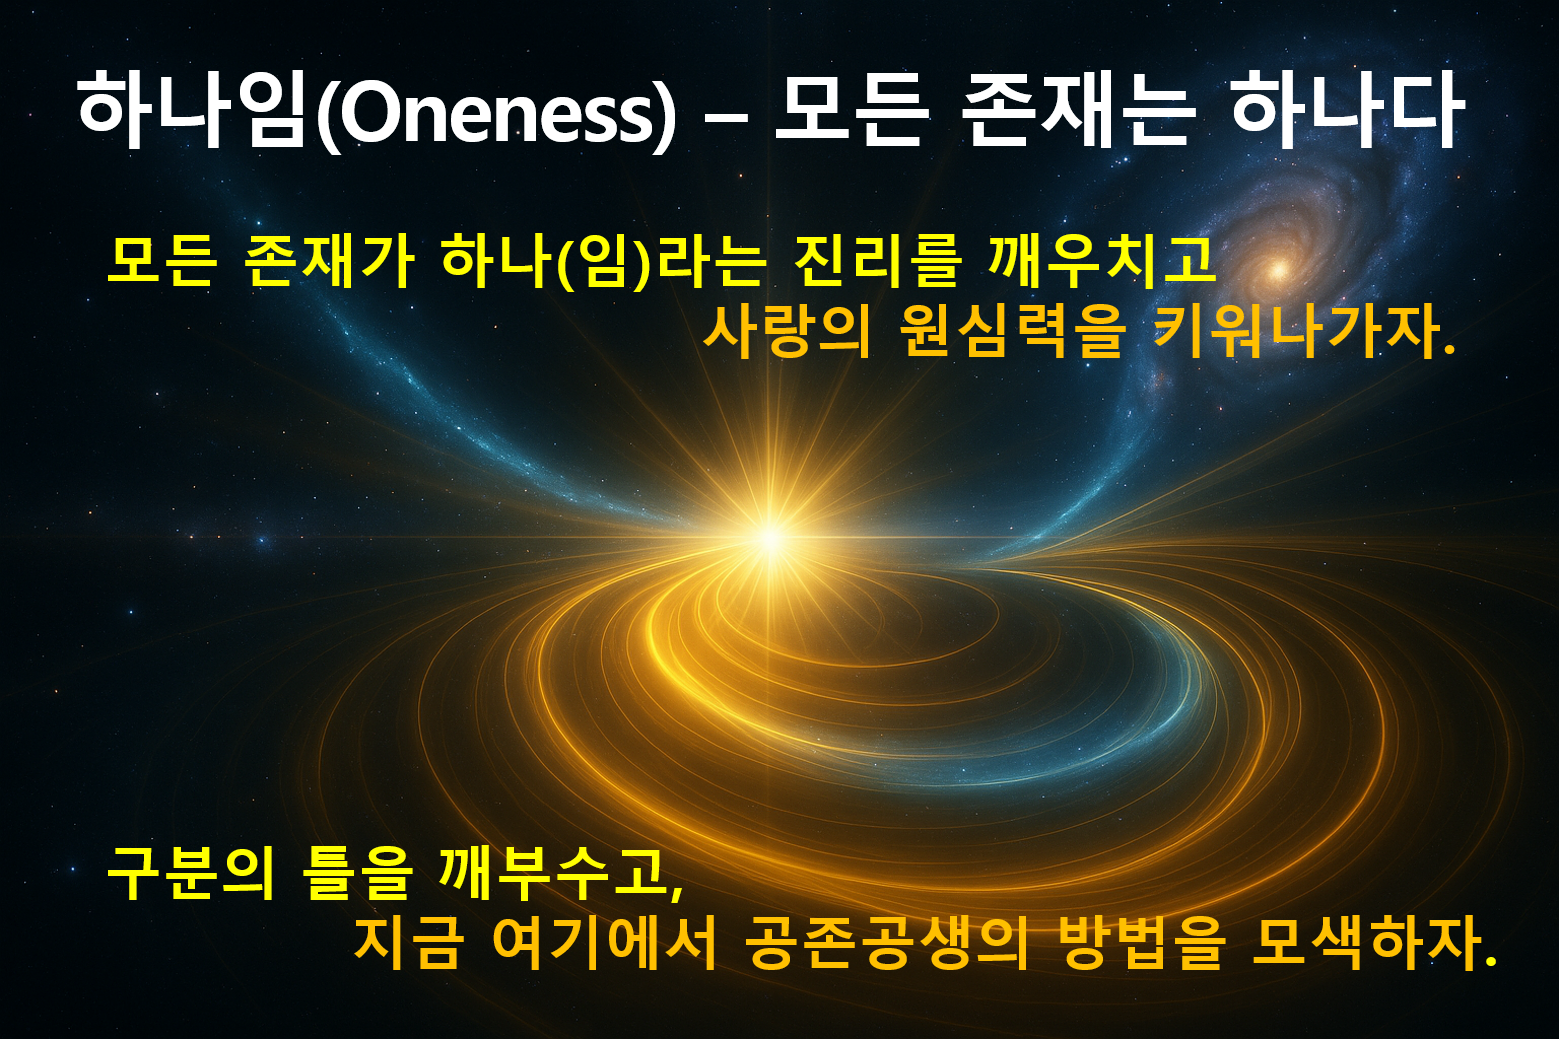 하나임(Oneness) – 모든 존재는 하나다
모든 존재가 하나(임)라는 진리를 깨우치고
사랑의 원심력을 키워나가자.
구분의 틀을 깨부수고,
지금 여기에서 공존공생의 방법을 모색하자.